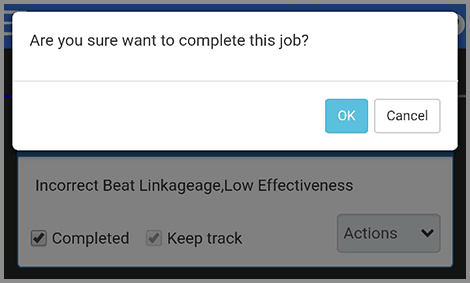 Are you sure want to complete this job?
OK Cancel
Incorrect Beat Linkageage,Low Effectiveness
Completed Keep track Actions